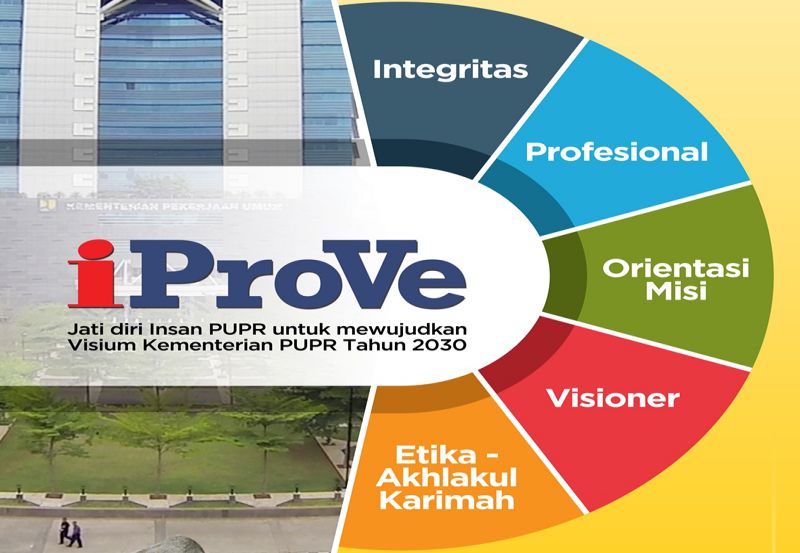 Integritas
Profesional
KEMENTERIAN PEKERJAAN UMUM
iProVe
Orientasi
Misi
Jati diri Insan PUPR untuk mewujudkan
Visium Kementerian PUPR Tahun 2030
Visioner
Etika -
Akhlakul
Karimah